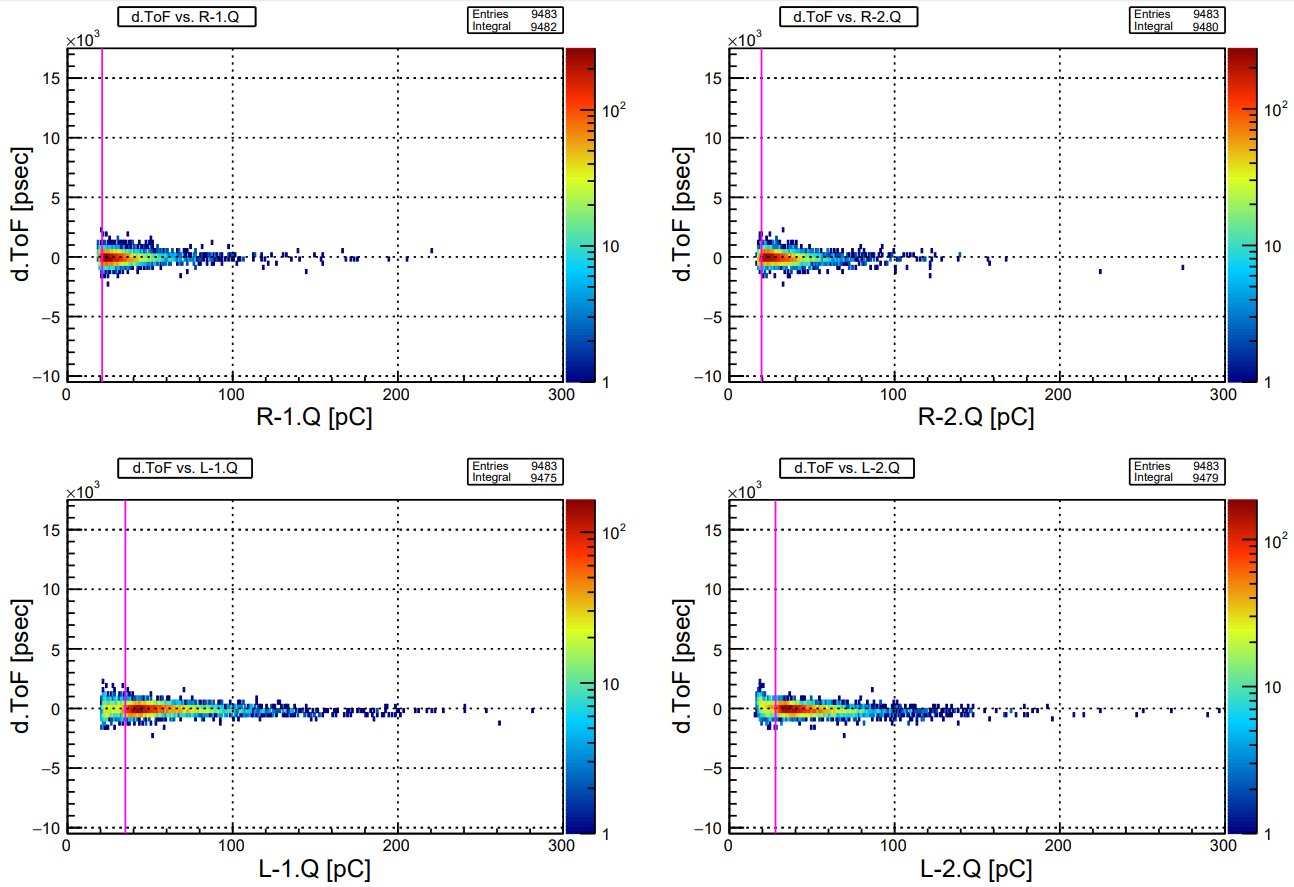 d.ToF vs. R-1.Q
Entries 9483
Integral 9482
×10³
15
10
5
0
−5
−10
d.ToF [psec]
0 100 200 300
R-1.Q [pC]
10²
10
1
d.ToF vs. R-2.Q
Entries 9483
Integral 9480
×10³
15
10
5
0
−5
−10
d.ToF [psec]
0 100 200 300
R-2.Q [pC]
10²
10
1
d.ToF vs. L-1.Q
Entries 9483
Integral 9475
×10³
15
10
5
0
−5
−10
d.ToF [psec]
0 100 200 300
L-1.Q [pC]
10²
10
1
d.ToF vs. L-2.Q
Entries 9483
Integral 9479
×10³
15
10
5
0
−5
−10
d.ToF [psec]
0 100 200 300
L-2.Q [pC]
10²
10
1